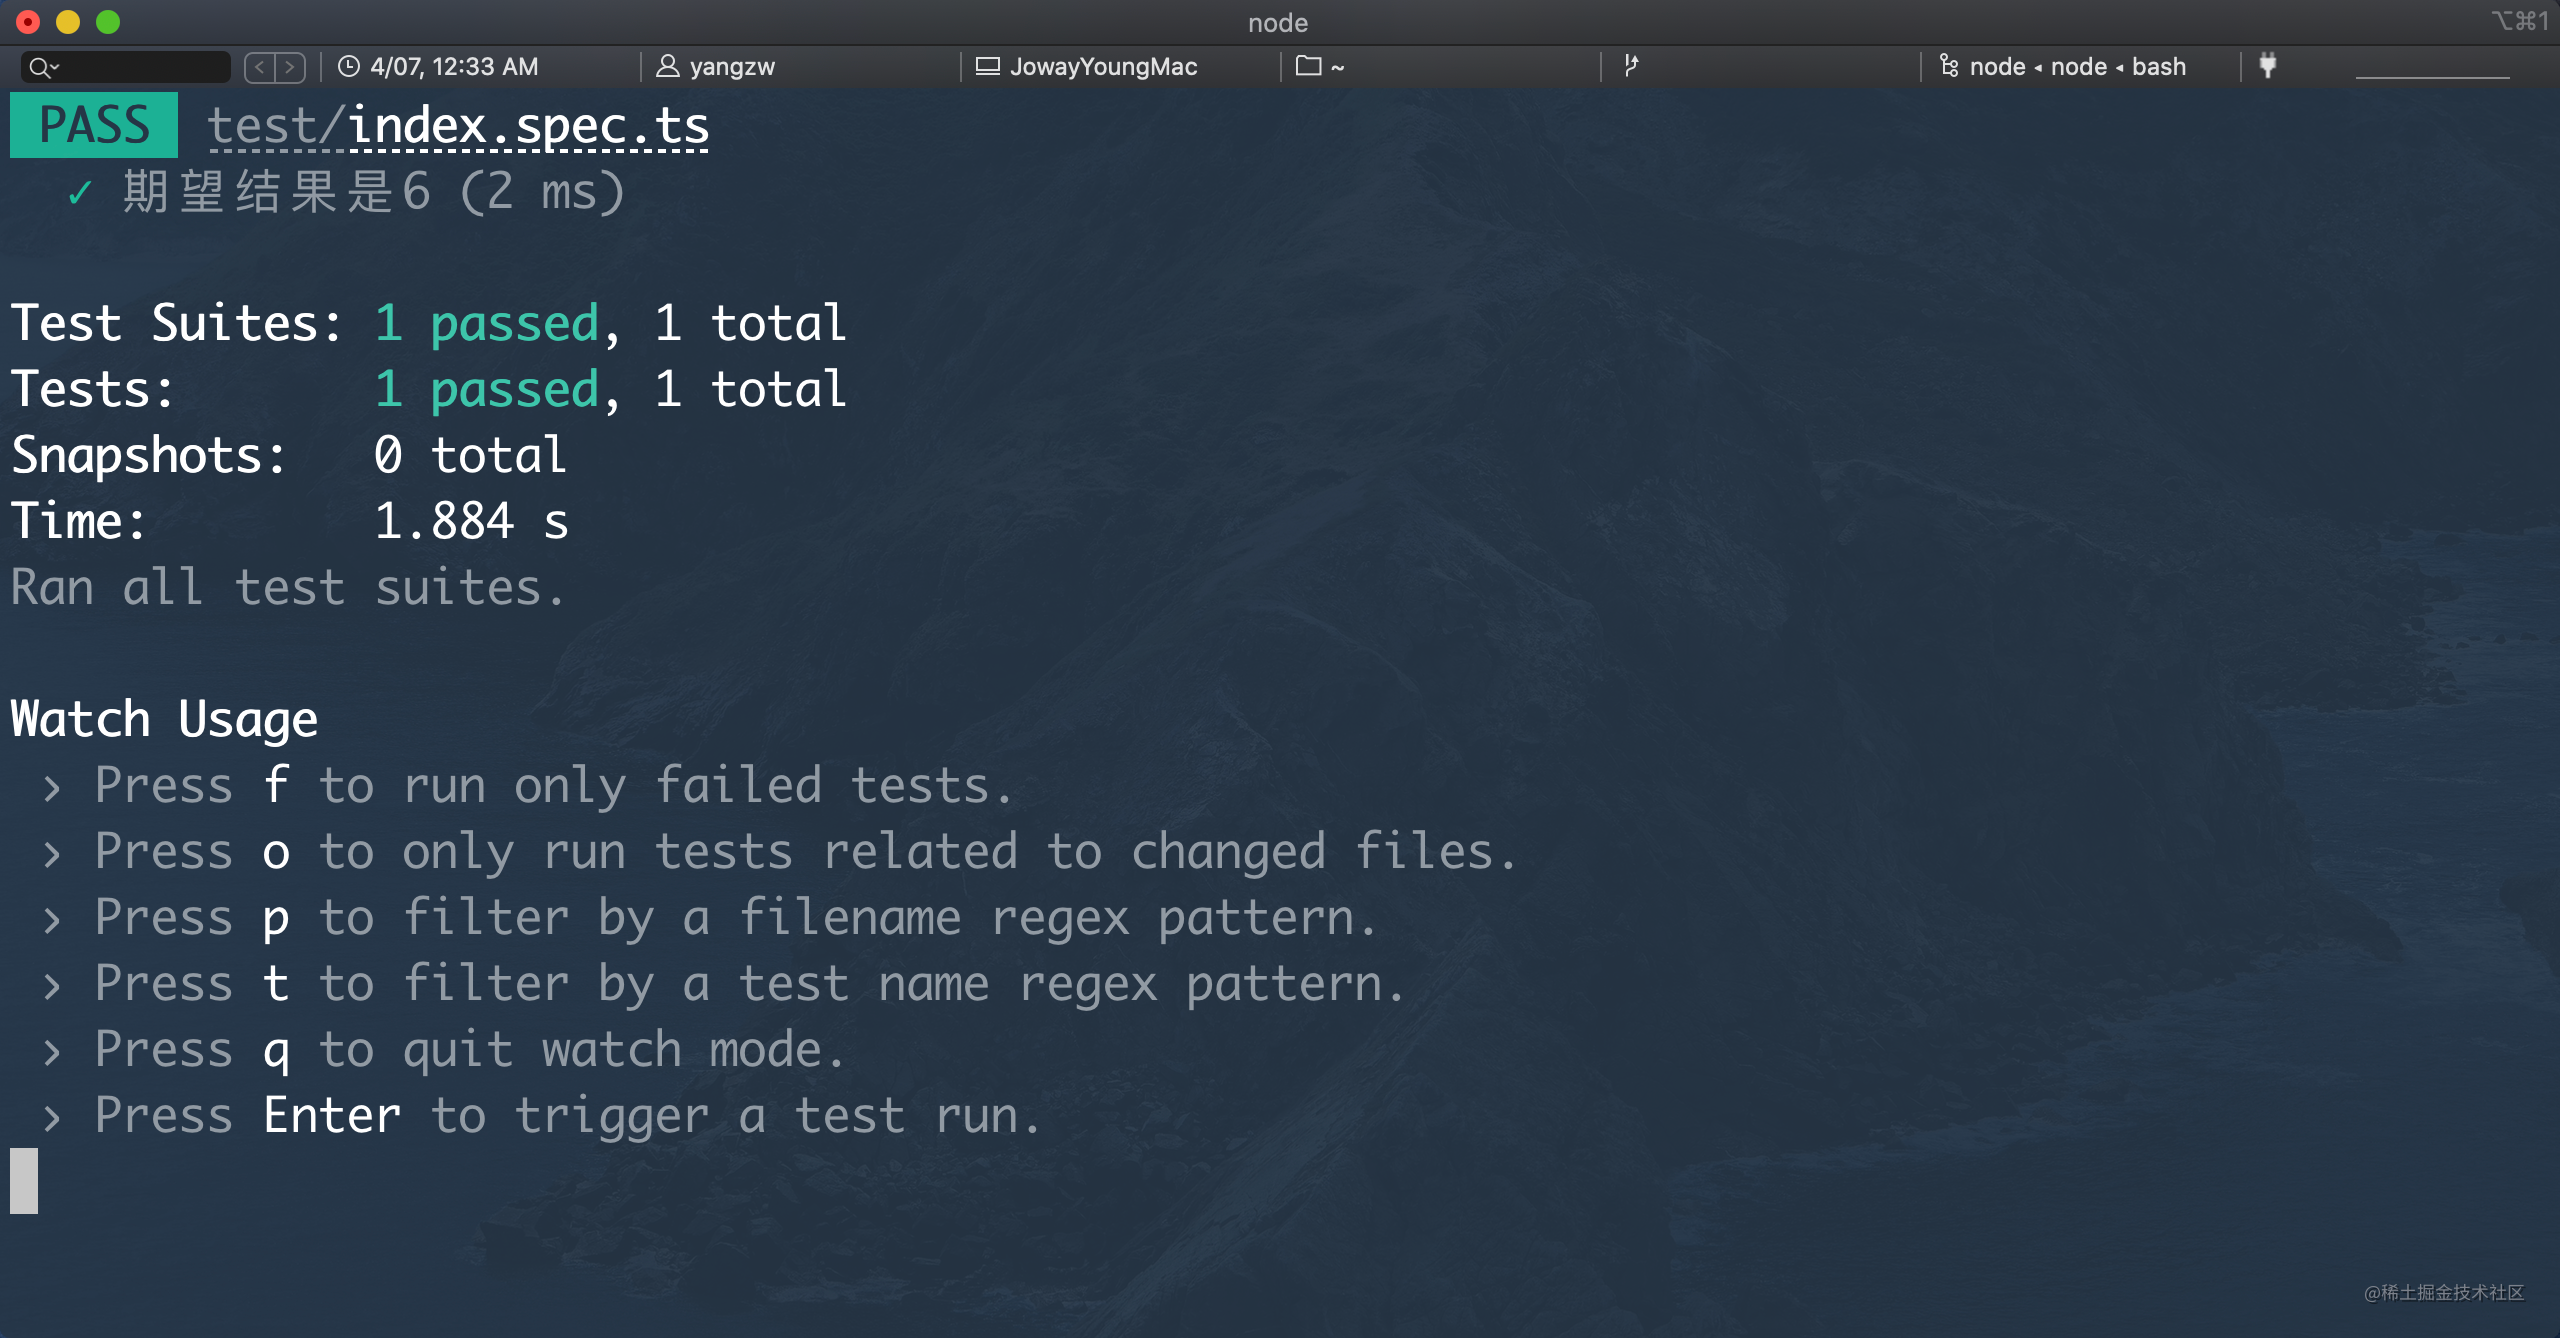 node
⌥⌘1
4/07, 12:33 AM
yangzw
JowayYoungMac
~
node ◂ node ◂ bash
PASS test/index.spec.ts
✓ 期望结果是6 (2 ms)
Test Suites: 1 passed, 1 total
Tests: 1 passed, 1 total
Snapshots: 0 total
Time: 1.884 s
Ran all test suites.
Watch Usage
› Press f to run only failed tests.
› Press o to only run tests related to changed files.
› Press p to filter by a filename regex pattern.
› Press t to filter by a test name regex pattern.
› Press q to quit watch mode.
› Press Enter to trigger a test run.
@稀土掘金技术社区